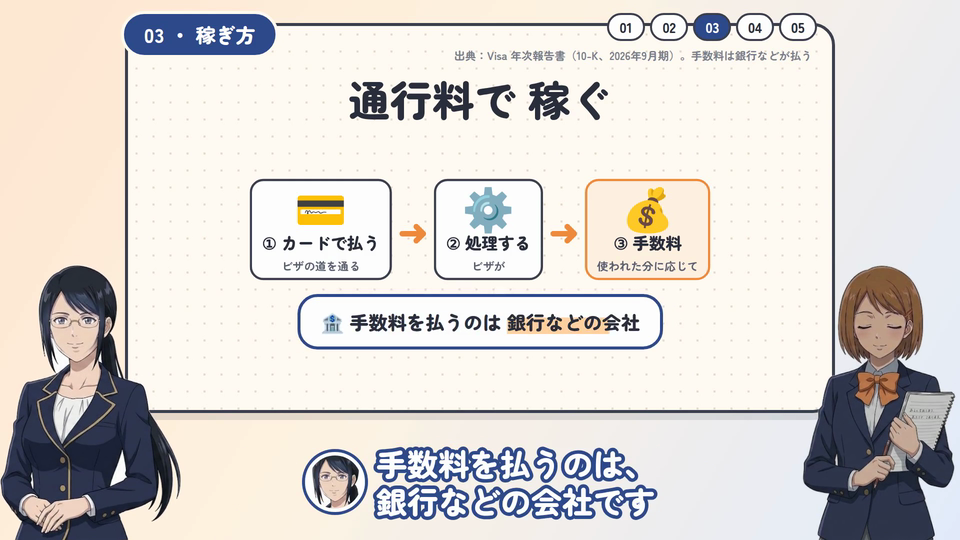 03 ・ 稼ぎ方
01 02 03 04 05
出典：Visa 年次報告書（10-K、2026年9月期）。手数料は銀行などが払う
通行料で 稼ぐ
① カードで払う
ビザの道を通る
② 処理する
ビザが
③ 手数料
使われた分に応じて
手数料を払うのは 銀行などの会社
手数料を払うのは、
銀行などの会社です